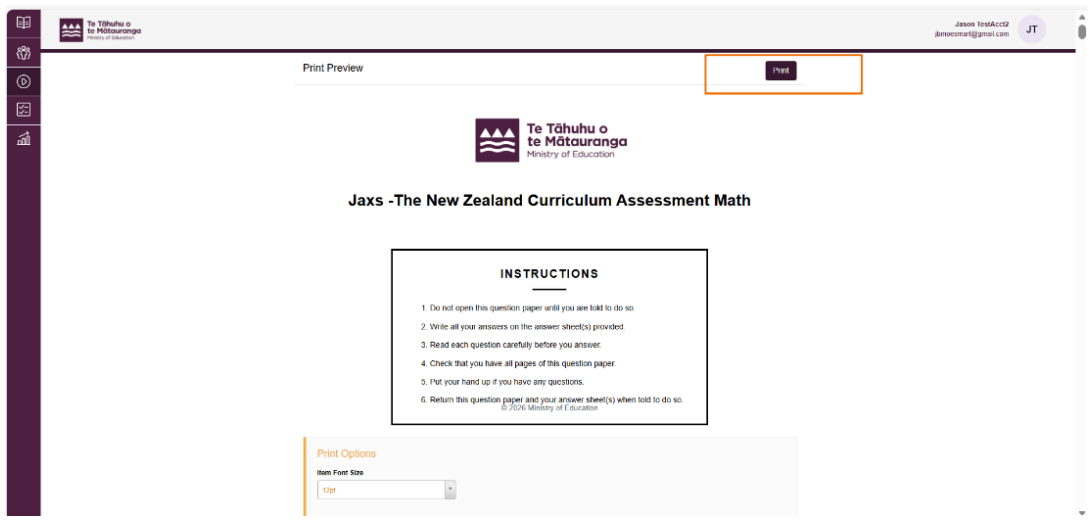 Te Tāhuhu o
te Mātauranga
Ministry of Education
Jason TestAcct2
jbmoesmart@gmail.com
JT
Print Preview
Print
Te Tāhuhu o
te Mātauranga
Ministry of Education
Jaxs -The New Zealand Curriculum Assessment Math
INSTRUCTIONS
1. Do not open this question paper until you are told to do so.
2. Write all your answers on the answer sheet(s) provided.
3. Read each question carefully before you answer.
4. Check that you have all pages of this question paper.
5. Put your hand up if you have any questions.
6. Return this question paper and your answer sheet(s) when told to do so.
© 2026 Ministry of Education
Print Options
Item Font Size
12pt